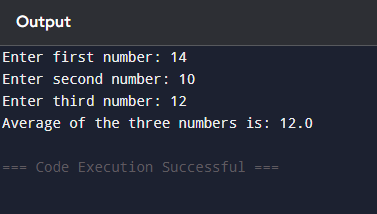 Output
Enter first number: 14
Enter second number: 10
Enter third number: 12
Average of the three numbers is: 12.0
=== Code Execution Successful ===